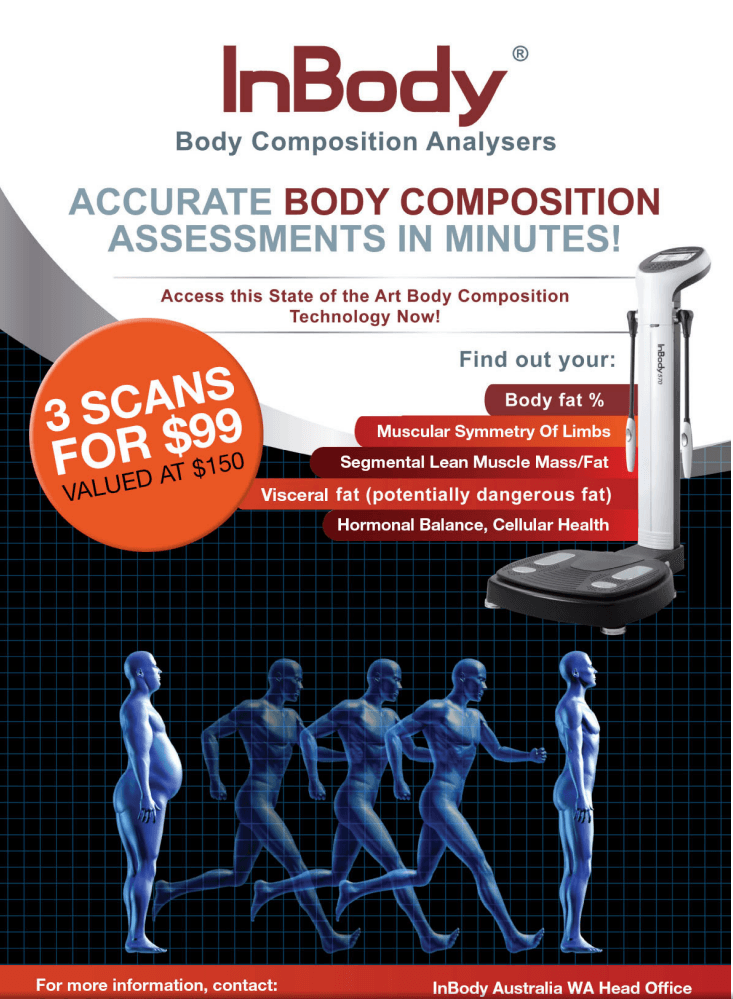 InBody®
Body Composition Analysers
ACCURATE BODY COMPOSITION
ASSESSMENTS IN MINUTES!
Access this State of the Art Body Composition
Technology Now!
3 SCANS
FOR $99
VALUED AT $150
Find out your:
Body fat %
Muscular Symmetry Of Limbs
Segmental Lean Muscle Mass/Fat
Visceral fat (potentially dangerous fat)
Hormonal Balance, Cellular Health
InBody570
For more information, contact:
InBody Australia WA Head Office